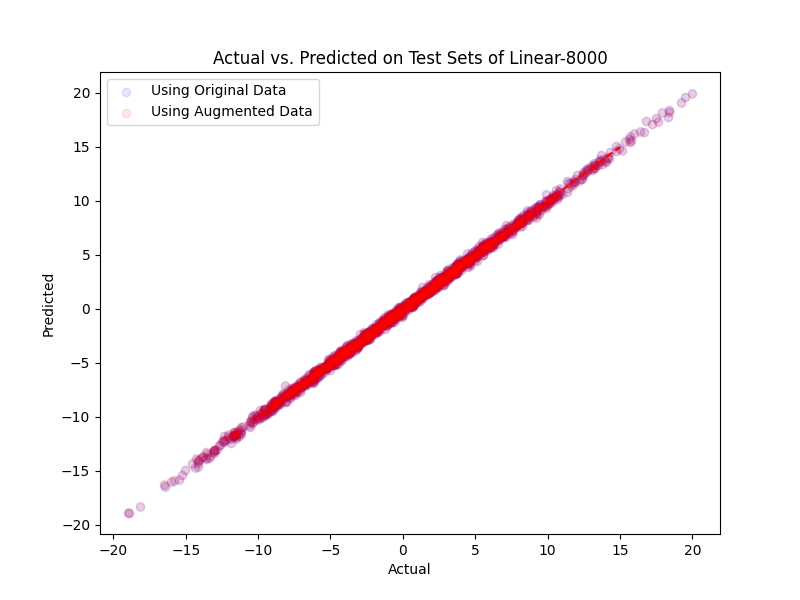 Actual vs. Predicted on Test Sets of Linear-8000
Using Original Data
Using Augmented Data
20
15
10
5
0
−5
−10
−15
−20
Predicted
−20 −15 −10 −5 0 5 10 15 20
Actual